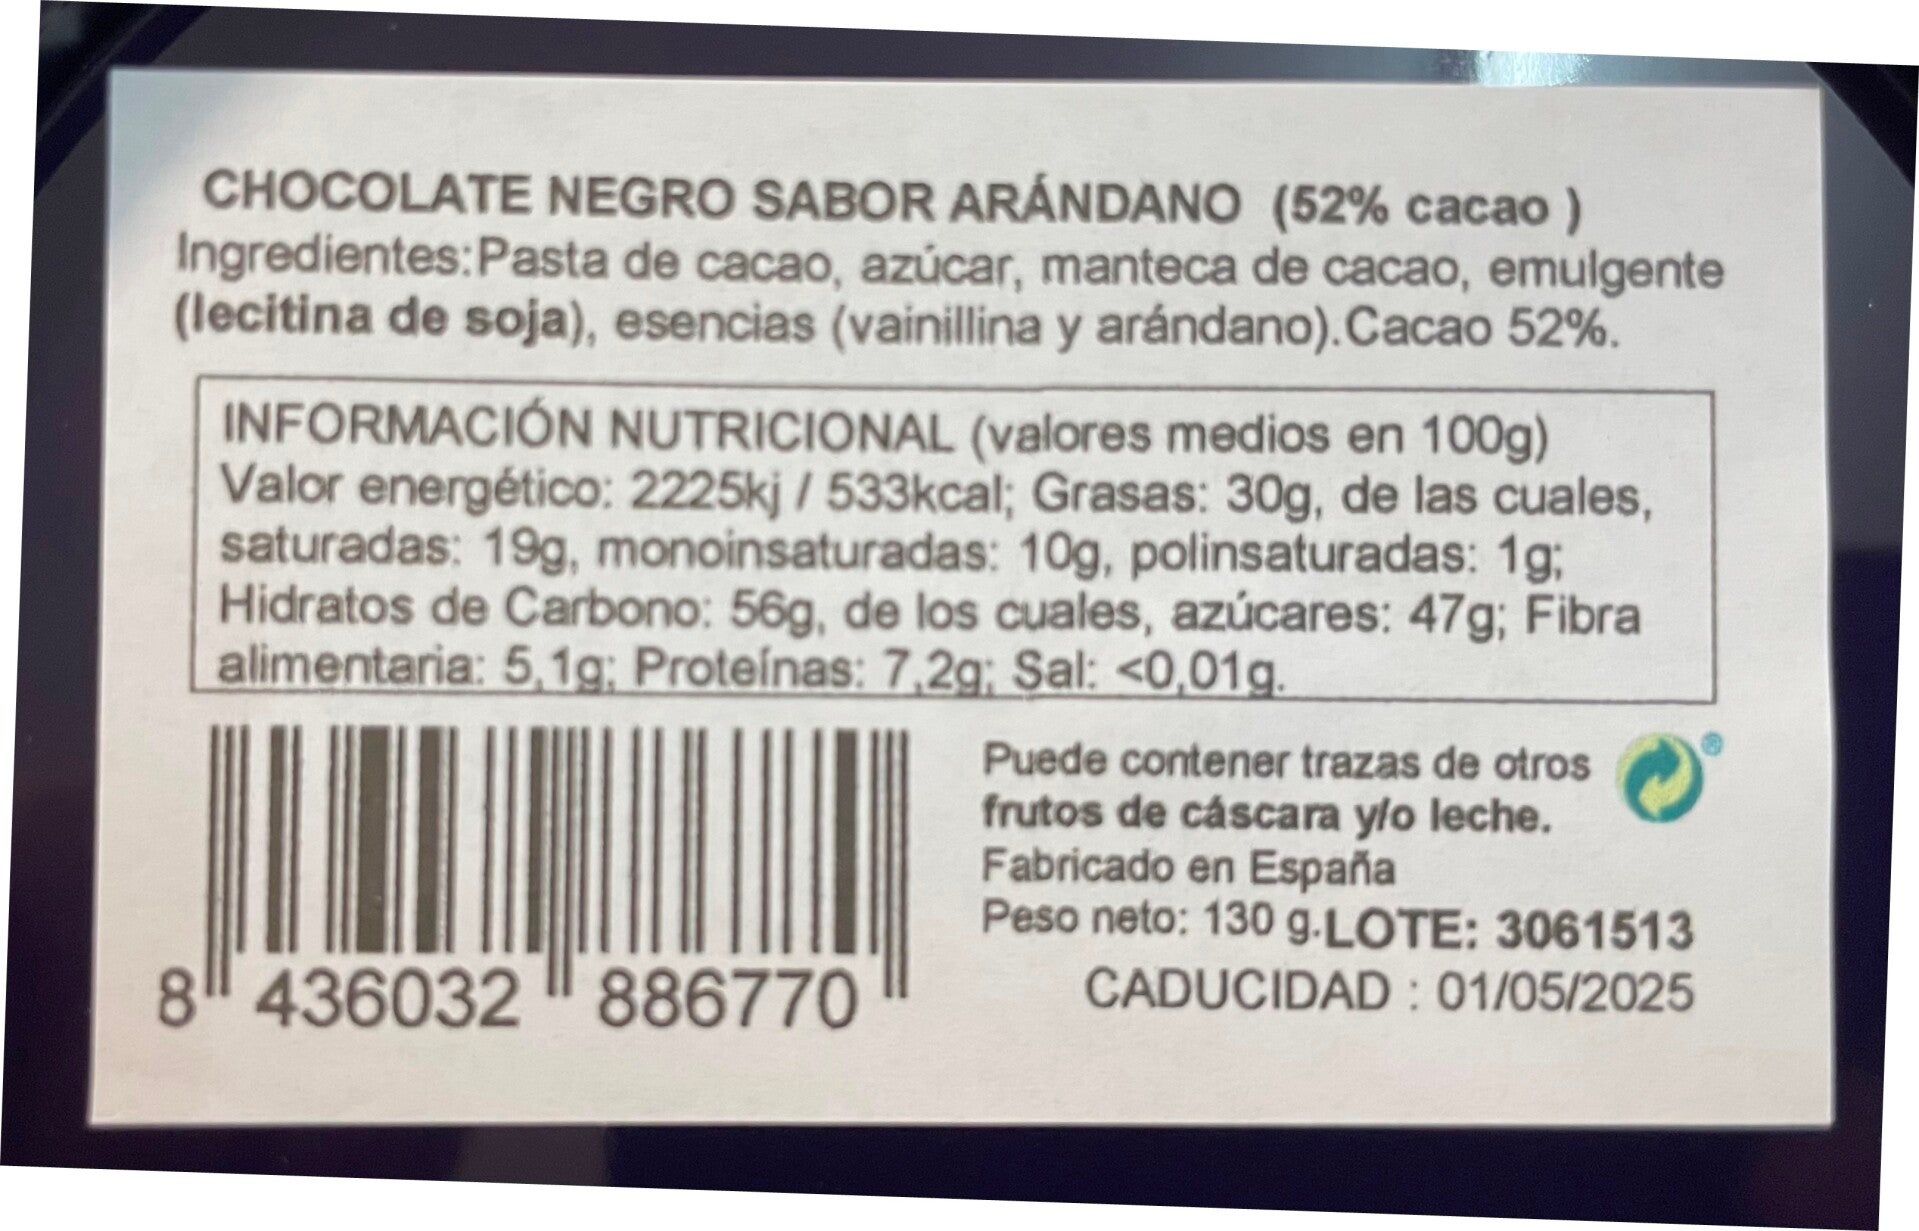 CHOCOLATE NEGRO SABOR ARÁNDANO (52% cacao )
Ingredientes:Pasta de cacao, azúcar, manteca de cacao, emulgente
(lecitina de soja), esencias (vainillina y arándano).Cacao 52%.
INFORMACIÓN NUTRICIONAL (valores medios en 100g)
Valor energético: 2225kj / 533kcal; Grasas: 30g, de las cuales,
saturadas: 19g, monoinsaturadas: 10g, polinsaturadas: 1g;
Hidratos de Carbono: 56g, de los cuales, azúcares: 47g; Fibra
alimentaria: 5,1g; Proteínas: 7,2g; Sal: <0,01g.
8 436032 886770
Puede contener trazas de otros
frutos de cáscara y/o leche.
Fabricado en España
Peso neto: 130 g.LOTE: 3061513
CADUCIDAD : 01/05/2025
®